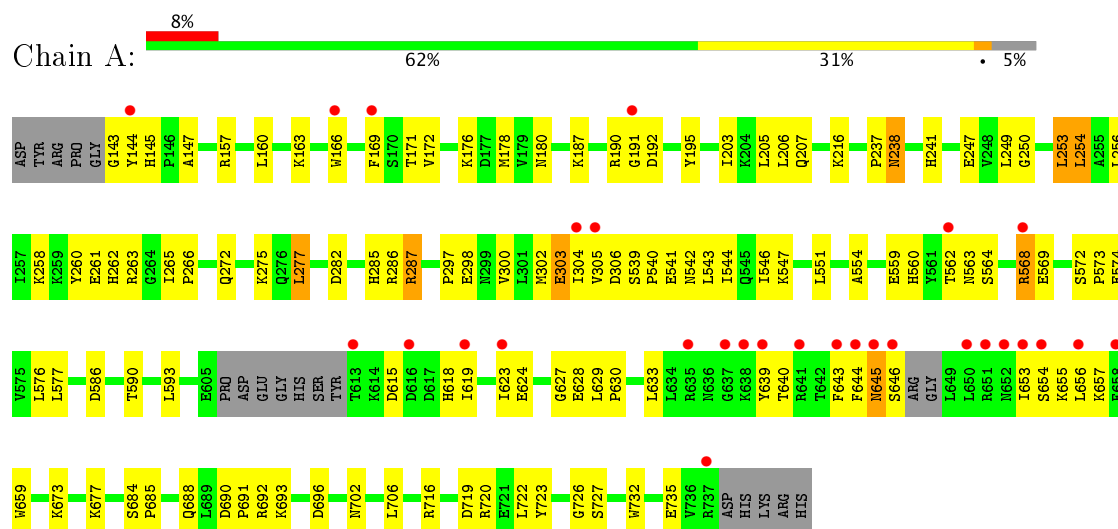 8%
Chain A:
62% 31% • 5%
ASP TYR ARG PRO GLY G143 Y144 H145 P146 A147 R157 L160 K163 W166 F169 S170 T171 V172 K176 D177 M178 V179 N180 K187 R190 G191 D192 Y195 I203 K204 L205 L206 Q207 K216 P237 N238 H241 E247 V248 L249 G250 L253 L254 A255 L256
I257 K258 K259 Y260 E261 H262 R263 G264 I265 P266 Q272 K275 Q276 L277 D282 H285 R286 R287 P297 E298 N299 V300 L301 M302 E303 I304 V305 D306 S539 P540 E541 N542 L543 I544 Q545 I546 K547 L551 A554 E559 H560 Y561 T562 N563 S564 R568 E569 S572 P573 E574
V575 L576 L577 D586 T590 L593 E605 PRO ASP GLU GLY HIS SER TYR T613 K614 D615 D616 D617 H618 I619 I623 E624 G627 E628 L629 P630 L633 L634 R635 N636 G637 K638 Y639 T640 R641 T642 F643 F644 N645 S646 ARG GLY L649 L650 R651 N652 I653 S654 K655 L656 K657 E658
W659 K673 K677 S684 P685 Q688 L689 D690 P691 R692 K693 D696 N702 L706 R716 D719 R720 E721 L722 Y723 G726 S727 W732 E735 V736 R737 ASP HIS LYS ARG HIS